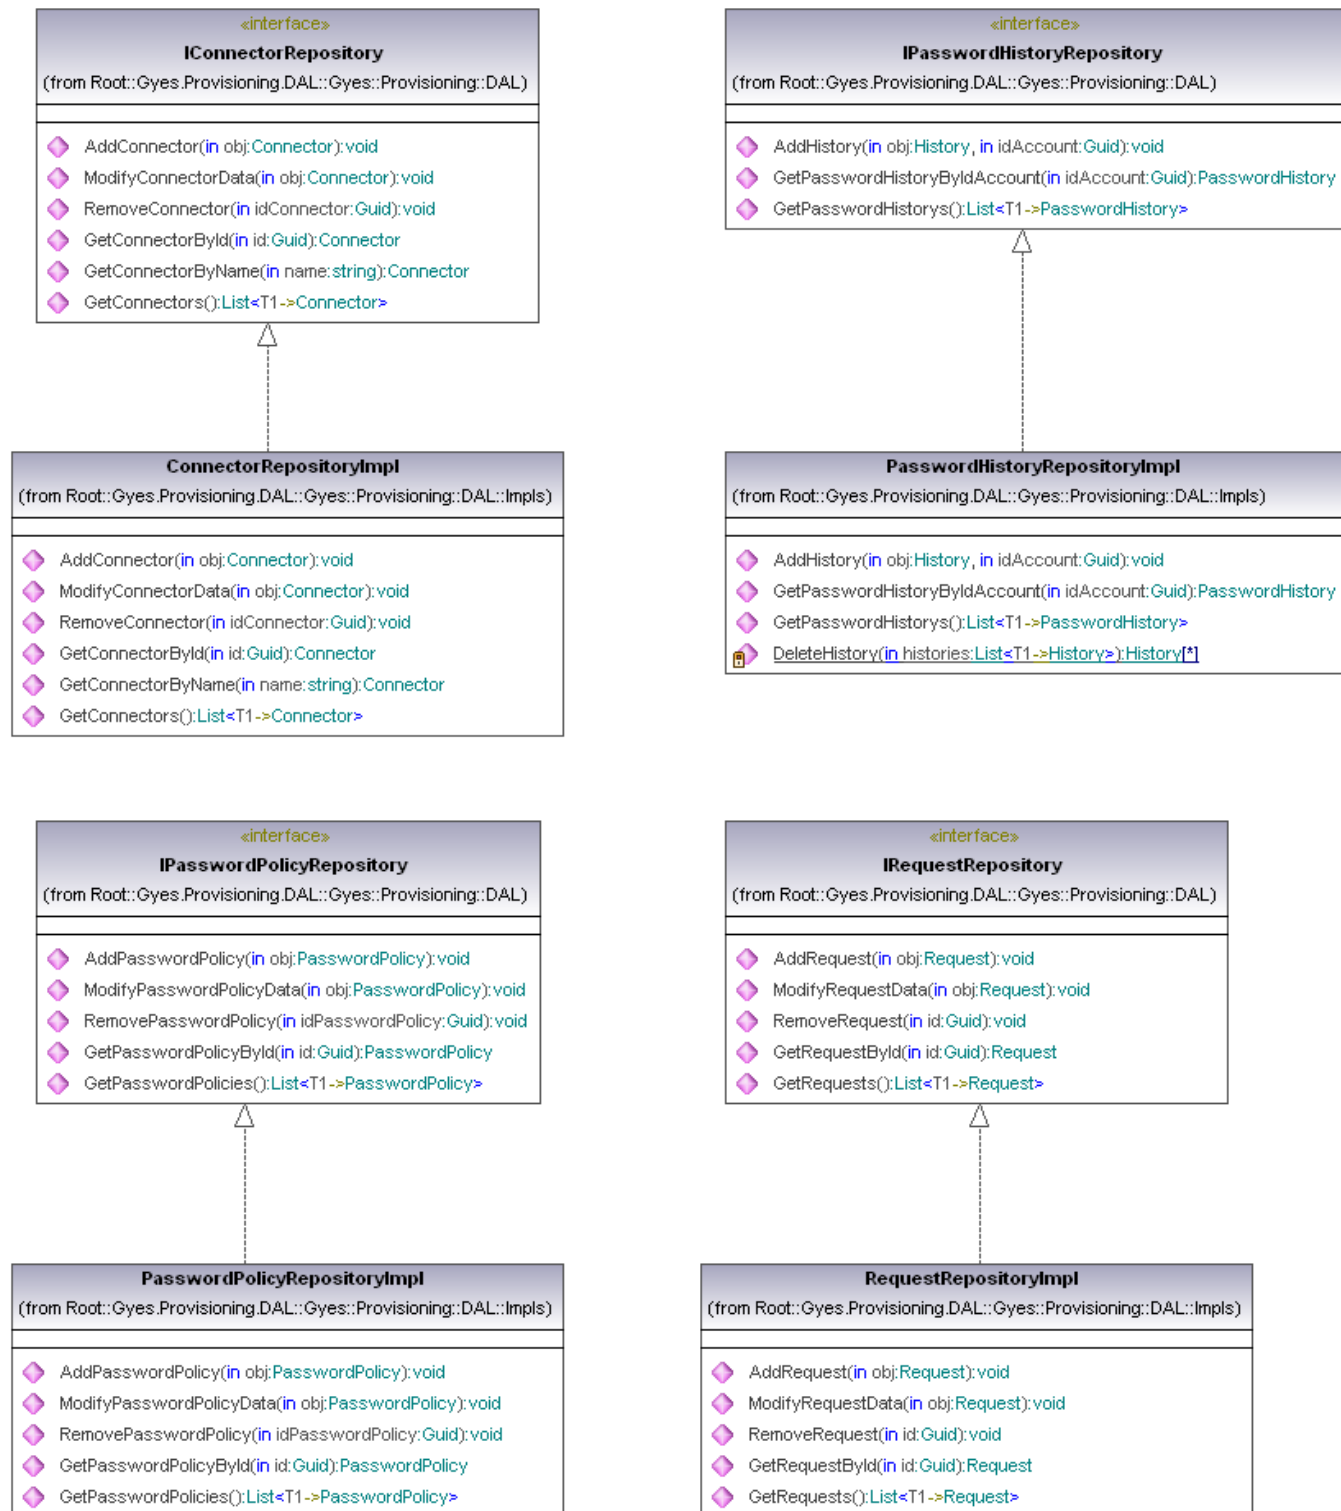 «interface»
IConnectorRepository
(from Root::Gyes.Provisioning.DAL::Gyes::Provisioning::DAL)
AddConnector(in obj:Connector):void
ModifyConnectorData(in obj:Connector):void
RemoveConnector(in idConnector:Guid):void
GetConnectorById(in id:Guid):Connector
GetConnectorByName(in name:string):Connector
GetConnectors():List<T1->Connector>
«interface»
IPasswordHistoryRepository
(from Root::Gyes.Provisioning.DAL::Gyes::Provisioning::DAL)
AddHistory(in obj:History, in idAccount:Guid):void
GetPasswordHistoryByIdAccount(in idAccount:Guid):PasswordHistory
GetPasswordHistorys():List<T1->PasswordHistory>
ConnectorRepositoryImpl
(from Root::Gyes.Provisioning.DAL::Gyes::Provisioning::DAL::Impls)
AddConnector(in obj:Connector):void
ModifyConnectorData(in obj:Connector):void
RemoveConnector(in idConnector:Guid):void
GetConnectorById(in id:Guid):Connector
GetConnectorByName(in name:string):Connector
GetConnectors():List<T1->Connector>
PasswordHistoryRepositoryImpl
(from Root::Gyes.Provisioning.DAL::Gyes::Provisioning::DAL::Impls)
AddHistory(in obj:History, in idAccount:Guid):void
GetPasswordHistoryByIdAccount(in idAccount:Guid):PasswordHistory
GetPasswordHistorys():List<T1->PasswordHistory>
DeleteHistory(in histories:List<T1->History>):History[*]
«interface»
IPasswordPolicyRepository
(from Root::Gyes.Provisioning.DAL::Gyes::Provisioning::DAL)
AddPasswordPolicy(in obj:PasswordPolicy):void
ModifyPasswordPolicyData(in obj:PasswordPolicy):void
RemovePasswordPolicy(in idPasswordPolicy:Guid):void
GetPasswordPolicyById(in id:Guid):PasswordPolicy
GetPasswordPolicies():List<T1->PasswordPolicy>
«interface»
IRequestRepository
(from Root::Gyes.Provisioning.DAL::Gyes::Provisioning::DAL)
AddRequest(in obj:Request):void
ModifyRequestData(in obj:Request):void
RemoveRequest(in id:Guid):void
GetRequestById(in id:Guid):Request
GetRequests():List<T1->Request>
PasswordPolicyRepositoryImpl
(from Root::Gyes.Provisioning.DAL::Gyes::Provisioning::DAL::Impls)
AddPasswordPolicy(in obj:PasswordPolicy):void
ModifyPasswordPolicyData(in obj:PasswordPolicy):void
RemovePasswordPolicy(in idPasswordPolicy:Guid):void
GetPasswordPolicyById(in id:Guid):PasswordPolicy
GetPasswordPolicies():List<T1->PasswordPolicy>
RequestRepositoryImpl
(from Root::Gyes.Provisioning.DAL::Gyes::Provisioning::DAL::Impls)
AddRequest(in obj:Request):void
ModifyRequestData(in obj:Request):void
RemoveRequest(in id:Guid):void
GetRequestById(in id:Guid):Request
GetRequests():List<T1->Request>